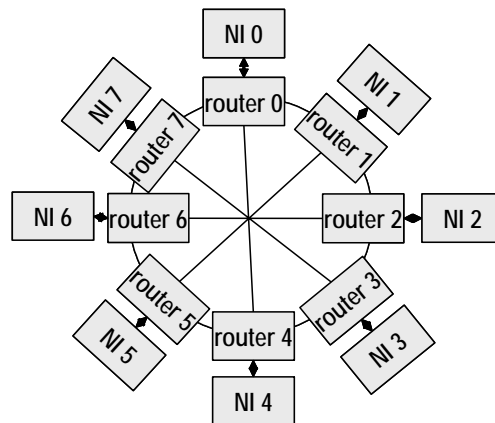 NI 0
router 0
NI 1
router 1
NI 2
router 2
NI 3
router 3
NI 4
router 4
NI 5
router 5
NI 6
router 6
NI 7
router 7